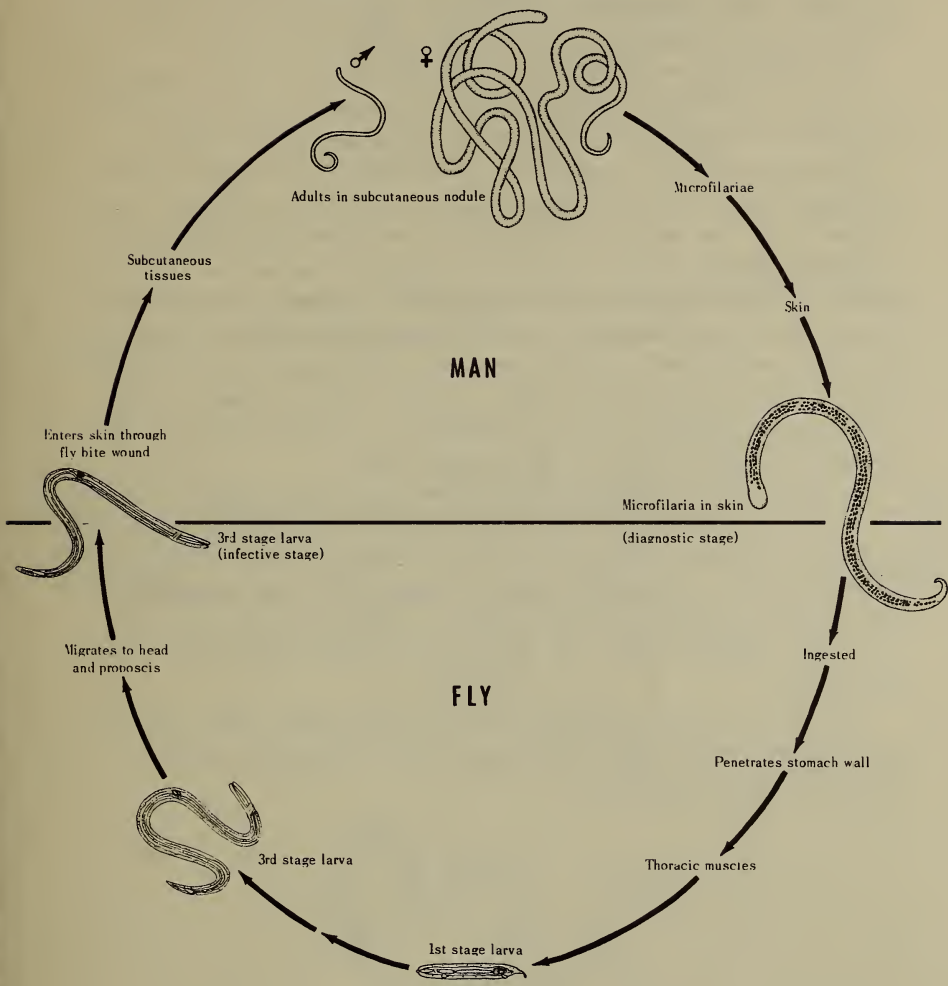 ♂ ♀
Adults in subcutaneous nodule
Microfilariae
Subcutaneous
tissues
Skin
MAN
Enters skin through
fly bite wound
Microfilaria in skin
3rd stage larva
(infective stage)
(diagnostic stage)
Migrates to head
and proboscis
Ingested
FLY
Penetrates stomach wall
Thoracic muscles
3rd stage larva
1st stage larva